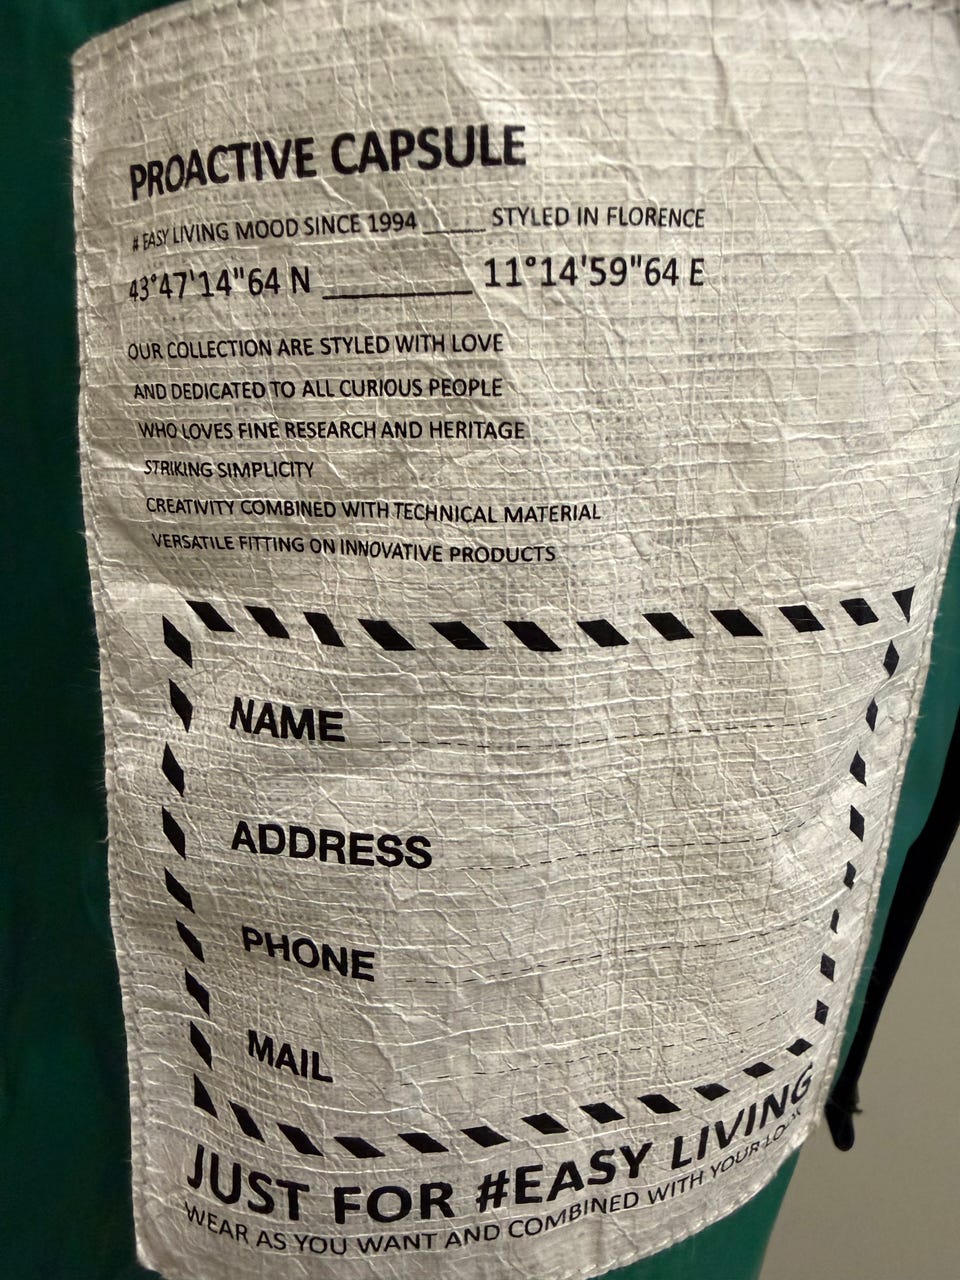 PROACTIVE CAPSULE
# EASY LIVING MOOD SINCE 1994 _____ STYLED IN FLORENCE
43°47'14"64 N _________ 11°14'59"64 E
OUR COLLECTION ARE STYLED WITH LOVE
AND DEDICATED TO ALL CURIOUS PEOPLE
WHO LOVES FINE RESEARCH AND HERITAGE
STRIKING SIMPLICITY
CREATIVITY COMBINED WITH TECHNICAL MATERIAL
VERSATILE FITTING ON INNOVATIVE PRODUCTS
NAME
ADDRESS
PHONE
MAIL
JUST FOR #EASY LIVING
WEAR AS YOU WANT AND COMBINED WITH YOUR